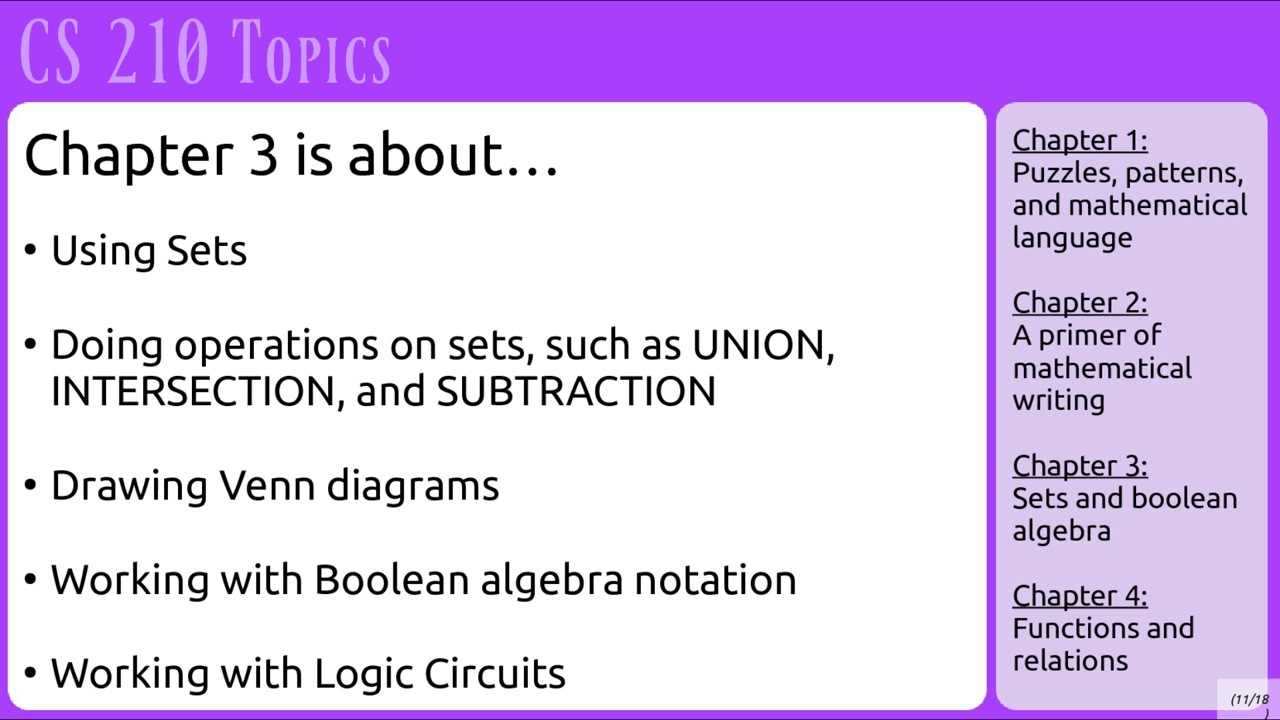 CS 210 Topics
Chapter 3 is about…
• Using Sets
• Doing operations on sets, such as UNION,
INTERSECTION, and SUBTRACTION
• Drawing Venn diagrams
• Working with Boolean algebra notation
• Working with Logic Circuits
Chapter 1:
Puzzles, patterns,
and mathematical
language
Chapter 2:
A primer of
mathematical
writing
Chapter 3:
Sets and boolean
algebra
Chapter 4:
Functions and
relations
(11/18
)